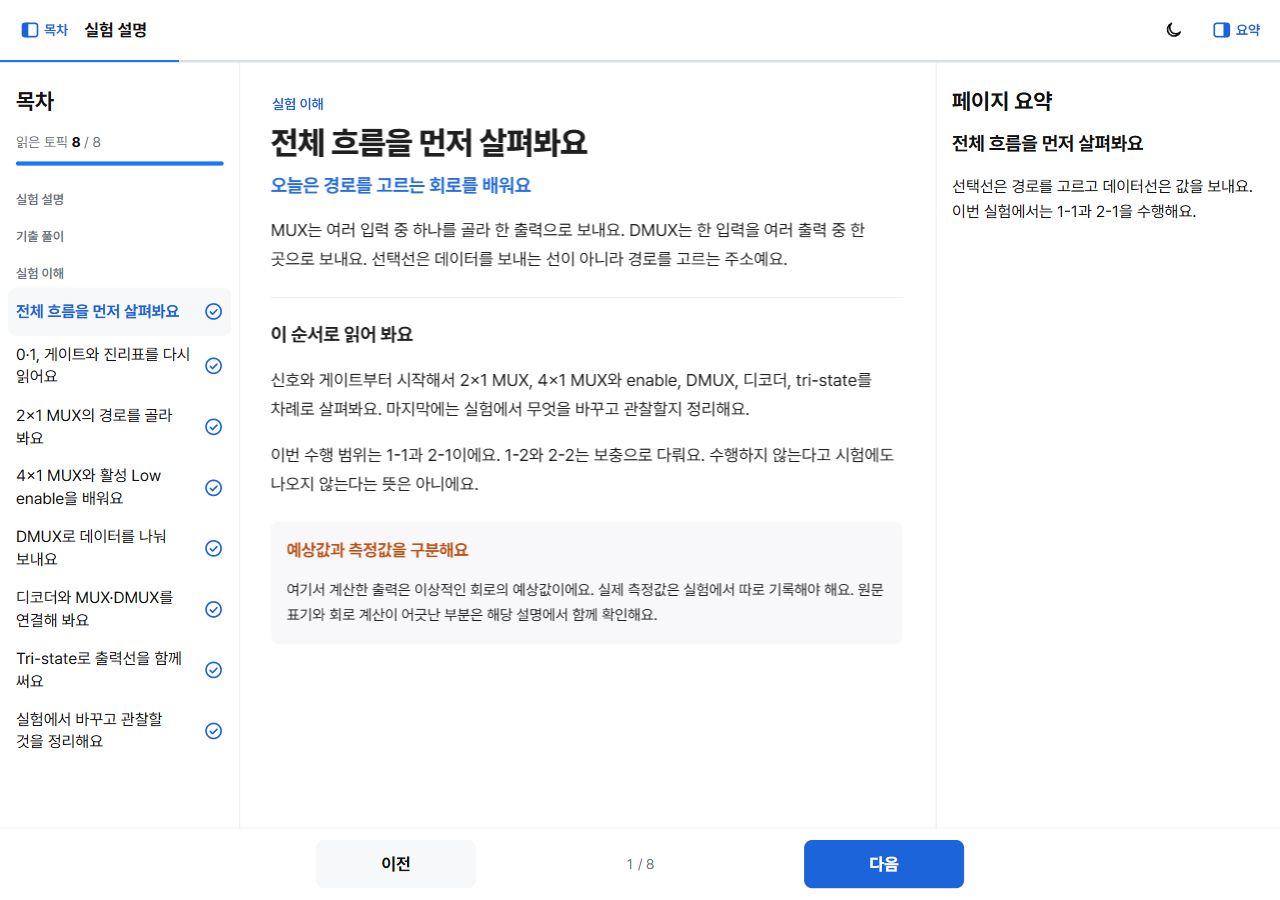 목차
실험 설명
요약
목차
읽은 토픽 8 / 8
실험 설명
기출 풀이
실험 이해
전체 흐름을 먼저 살펴봐요
0·1, 게이트와 진리표를 다시
읽어요
2×1 MUX의 경로를 골라
봐요
4×1 MUX와 활성 Low
enable을 배워요
DMUX로 데이터를 나눠
보내요
디코더와 MUX·DMUX를
연결해 봐요
Tri-state로 출력선을 함께
써요
실험에서 바꾸고 관찰할
것을 정리해요
실험 이해
전체 흐름을 먼저 살펴봐요
오늘은 경로를 고르는 회로를 배워요
MUX는 여러 입력 중 하나를 골라 한 출력으로 보내요. DMUX는 한 입력을 여러 출력 중 한
곳으로 보내요. 선택선은 데이터를 보내는 선이 아니라 경로를 고르는 주소예요.
이 순서로 읽어 봐요
신호와 게이트부터 시작해서 2×1 MUX, 4×1 MUX와 enable, DMUX, 디코더, tri-state를
차례로 살펴봐요. 마지막에는 실험에서 무엇을 바꾸고 관찰할지 정리해요.
이번 수행 범위는 1-1과 2-1이에요. 1-2와 2-2는 보충으로 다뤄요. 수행하지 않는다고 시험에도
나오지 않는다는 뜻은 아니에요.
예상값과 측정값을 구분해요
여기서 계산한 출력은 이상적인 회로의 예상값이에요. 실제 측정값은 실험에서 따로 기록해야 해요. 원문
표기와 회로 계산이 어긋난 부분은 해당 설명에서 함께 확인해요.
페이지 요약
전체 흐름을 먼저 살펴봐요
선택선은 경로를 고르고 데이터선은 값을 보내요.
이번 실험에서는 1-1과 2-1을 수행해요.
이전
1 / 8
다음